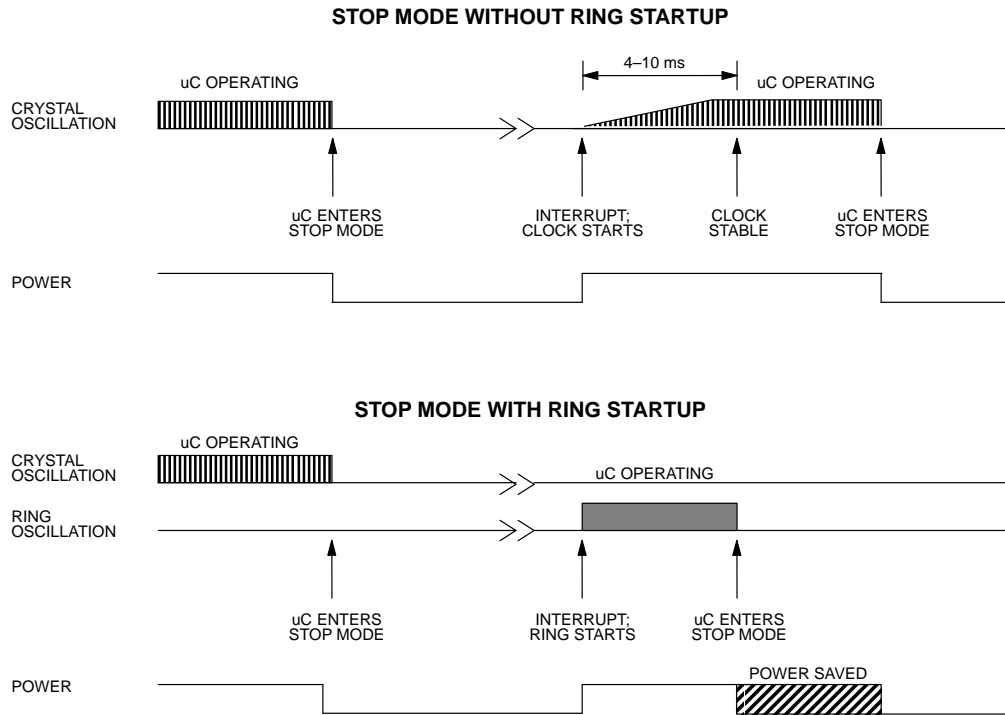 STOP MODE WITHOUT RING STARTUP
4–10 ms
uC OPERATING
uC OPERATING
CRYSTAL
OSCILLATION
uC ENTERS
STOP MODE
INTERRUPT;
CLOCK STARTS
CLOCK
STABLE
uC ENTERS
STOP MODE
POWER
STOP MODE WITH RING STARTUP
uC OPERATING
CRYSTAL
OSCILLATION
uC OPERATING
RING
OSCILLATION
uC ENTERS
STOP MODE
INTERRUPT;
RING STARTS
uC ENTERS
STOP MODE
POWER SAVED
POWER